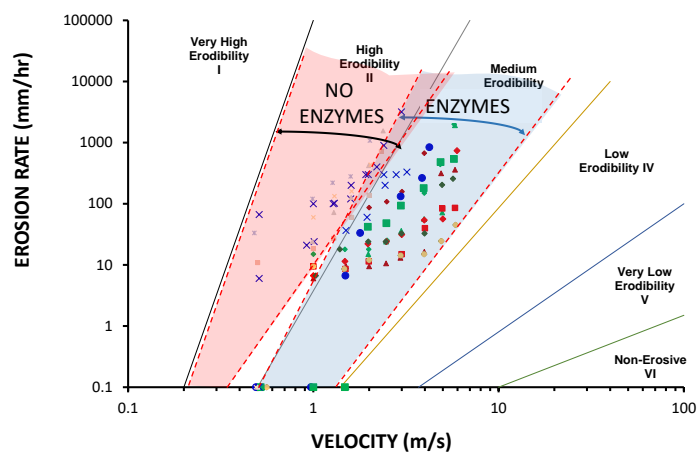 100000
10000
1000
100
10
1
0.1
EROSION RATE (mm/hr)
0.1
1
10
100
VELOCITY (m/s)
Very High
Erodibility
I
High
Erodibility
II
Medium
Erodibility
NO
ENZYMES
ENZYMES
Low
Erodibility IV
Very Low
Erodibility
V
Non-Erosive
VI